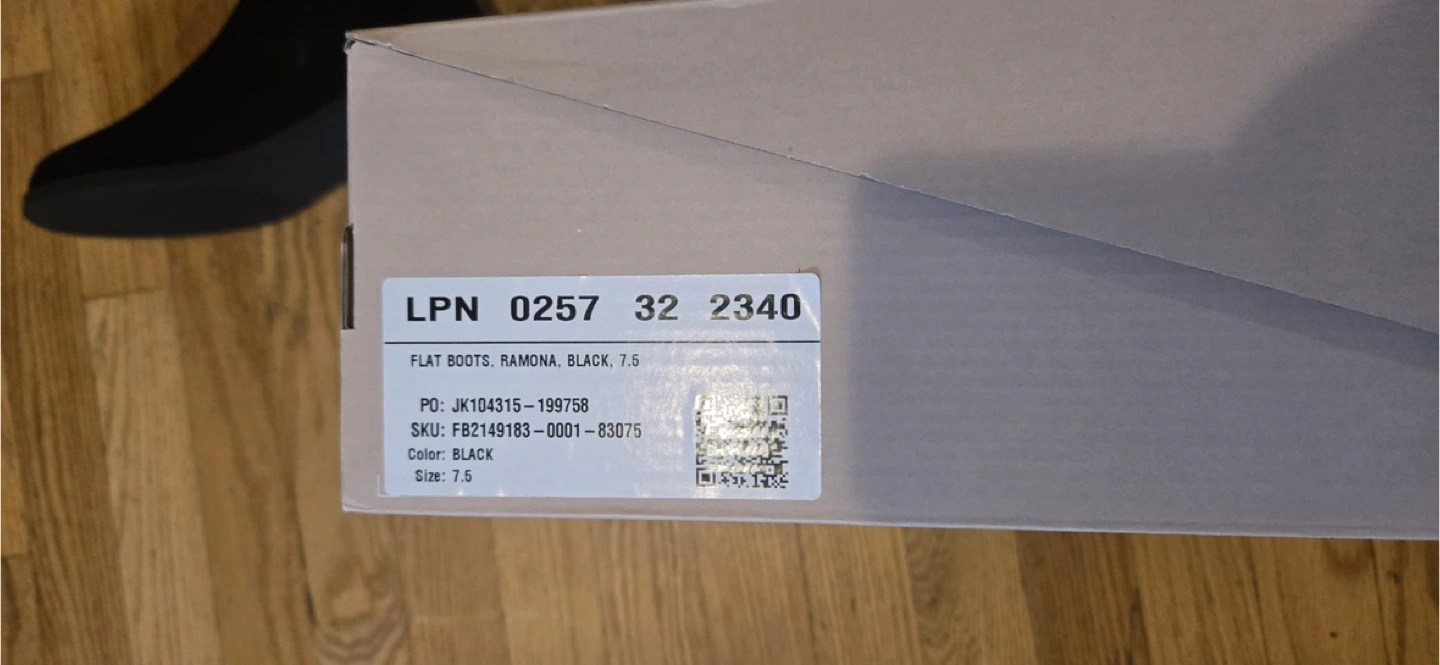 LPN 0257 32 2340
FLAT BOOTS, RAMONA, BLACK, 7.5
PO: JK104315-199758
SKU: FB2149183-0001-83075
Color: BLACK
Size: 7.5